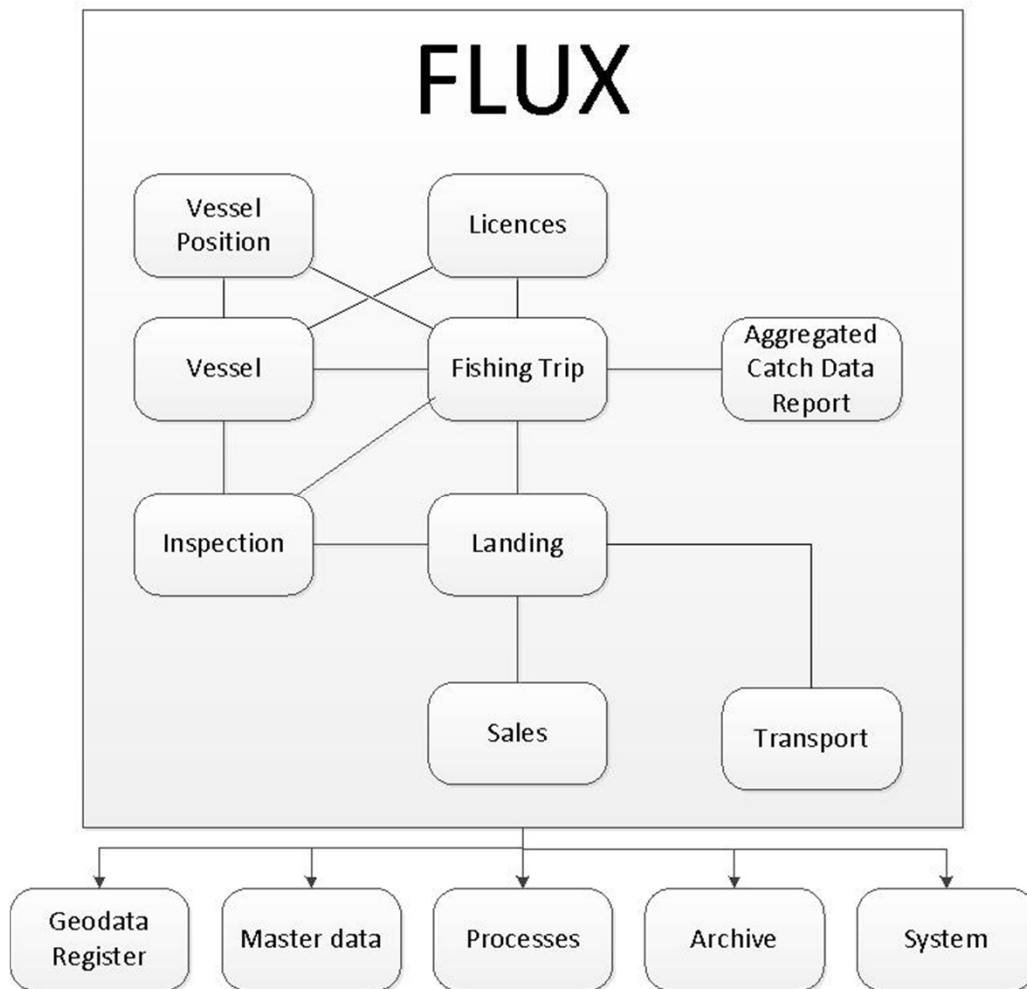 FLUX
Vessel
Position
Licences
Vessel
Fishing Trip
Aggregated
Catch Data
Report
Inspection
Landing
Sales
Transport
Geodata
Register
Master data
Processes
Archive
System